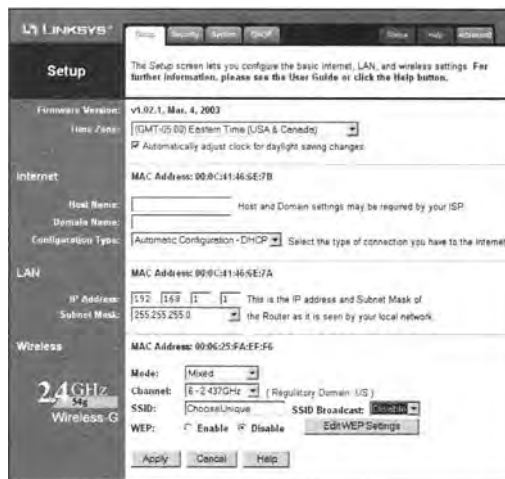 LINKSYS®
Setup Security System DHCP Status Help Advanced
Setup
The Setup screen lets you configure the basic internet, LAN, and wireless settings. For
further information, please see the User Guide or click the Help button.
Firmware Version: v1.02.1, Mar. 4, 2003
Time Zone: (GMT-05:00) Eastern Time (USA & Canada)
Automatically adjust clock for daylight saving changes.
Internet MAC Address: 00:0C:41:46:6E:7B
Host Name: Host and Domain settings may be required by your ISP.
Domain Name:
Configuration Type: Automatic Configuration - DHCP Select the type of connection you have to the Internet
LAN MAC Address: 00:0C:41:46:6E:7A
IP Address: 192 168 1 1 This is the IP address and Subnet Mask of
Subnet Mask: 255.255.255.0 the Router as it is seen by your local network.
Wireless MAC Address: 00:06:25:FA:EF:F6
Mode: Mixed
2.4GHz
54g
Wireless-G
Channel: 6 - 2.437GHz ( Regulatory Domain: US )
SSID: ChooseUnique SSID Broadcast: Disable
WEP: Enable Disable Edit WEP Settings
Apply Cancel Help